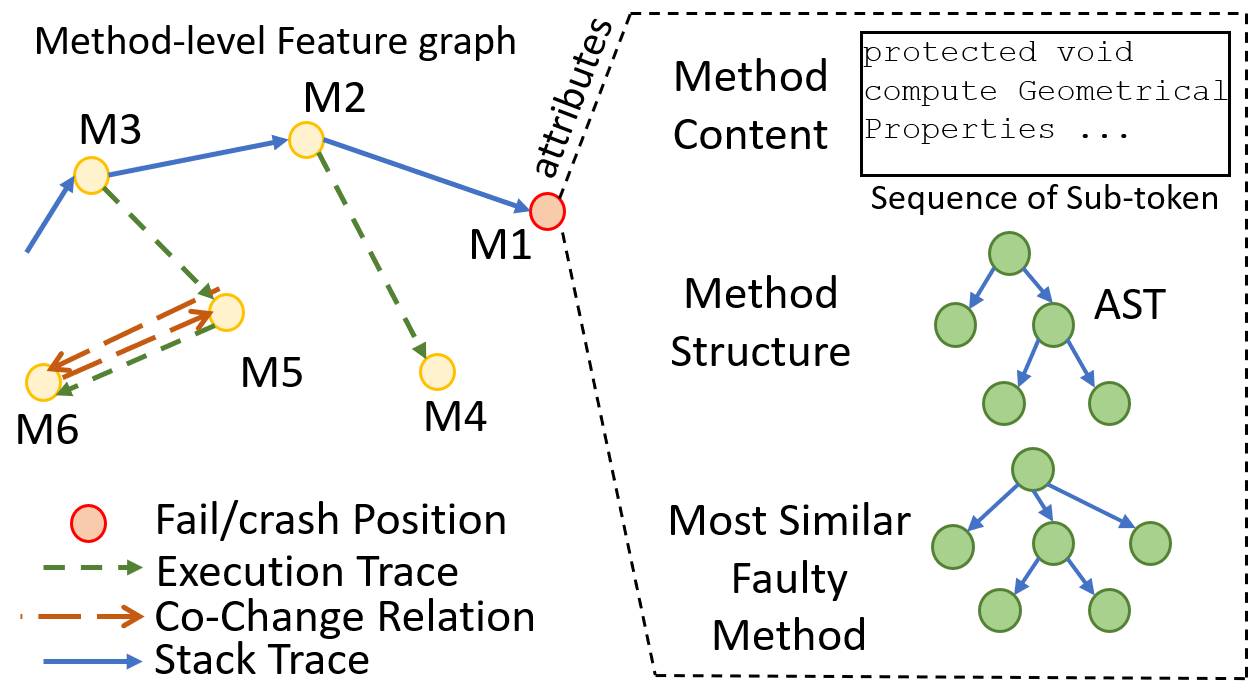 Method-level Feature graph
M3
M2
M1
M5
M6
M4
Fail/crash Position
Execution Trace
Co-Change Relation
Stack Trace
attributes
Method
Content
protected void
compute Geometrical
Properties ...
Sequence of Sub-token
Method
Structure
AST
Most Similar
Faulty
Method